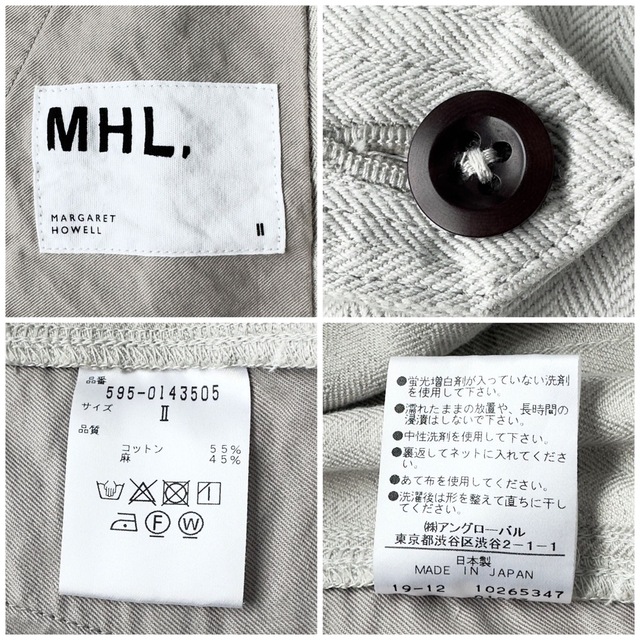 MHL.
MARGARET
HOWELL
II
品番
595-0143505
サイズ
II
品質
コットン 55%
麻 45%
F W
●蛍光増白剤が入っていない洗剤
を使用して下さい。
●濡れたままの放置や、長時間の
浸漬はしないで下さい。
●中性洗剤を使用して下さい。
●裏返してネットに入れてくださ
い。
●あて布を使用してください。
●洗濯後は形を整えて直ちに干し
てください。
㈱アングローバル
東京都渋谷区渋谷2-1-1
日本製
MADE IN JAPAN
19-12 10265347